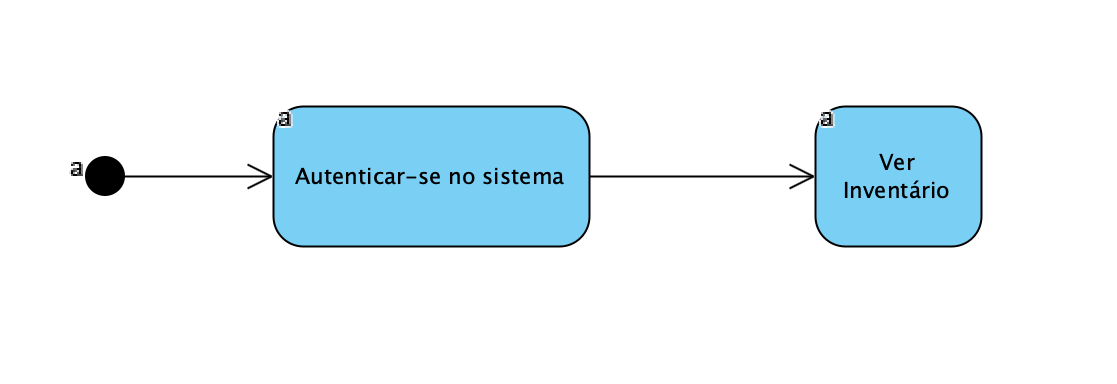 a
a
Autenticar-se no sistema
a
Ver
Inventário